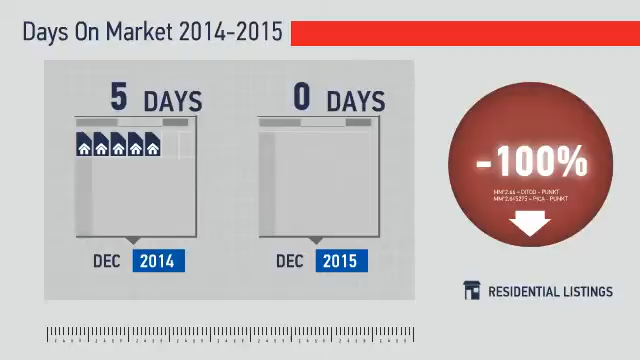 Days On Market 2014-2015
5 DAYS
0 DAYS
-100%
DEC 2014
DEC 2015
RESIDENTIAL LISTINGS